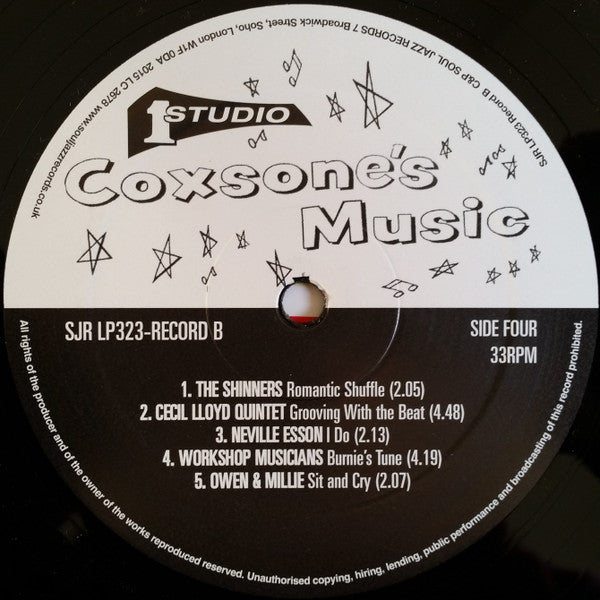 SJR LP323 Record B C&P SOUL JAZZ RECORDS 7 Broadwick Street, Soho, London W1F 0DA 2015 LC 2678 www.souljazzrecords.co.uk
1 STUDIO
Coxsone's
Music
SJR LP323-RECORD B
SIDE FOUR
33RPM
1. THE SHINNERS Romantic Shuffle (2.05)
2. CECIL LLOYD QUINTET Grooving With the Beat (4.48)
3. NEVILLE ESSON I Do (2.13)
4. WORKSHOP MUSICIANS Burnie's Tune (4.19)
5. OWEN & MILLIE Sit and Cry (2.07)
All rights of the producer and of the owner of the works reproduced reserved. Unauthorised copying, hiring, lending, public performance and broadcasting of this record prohibited.